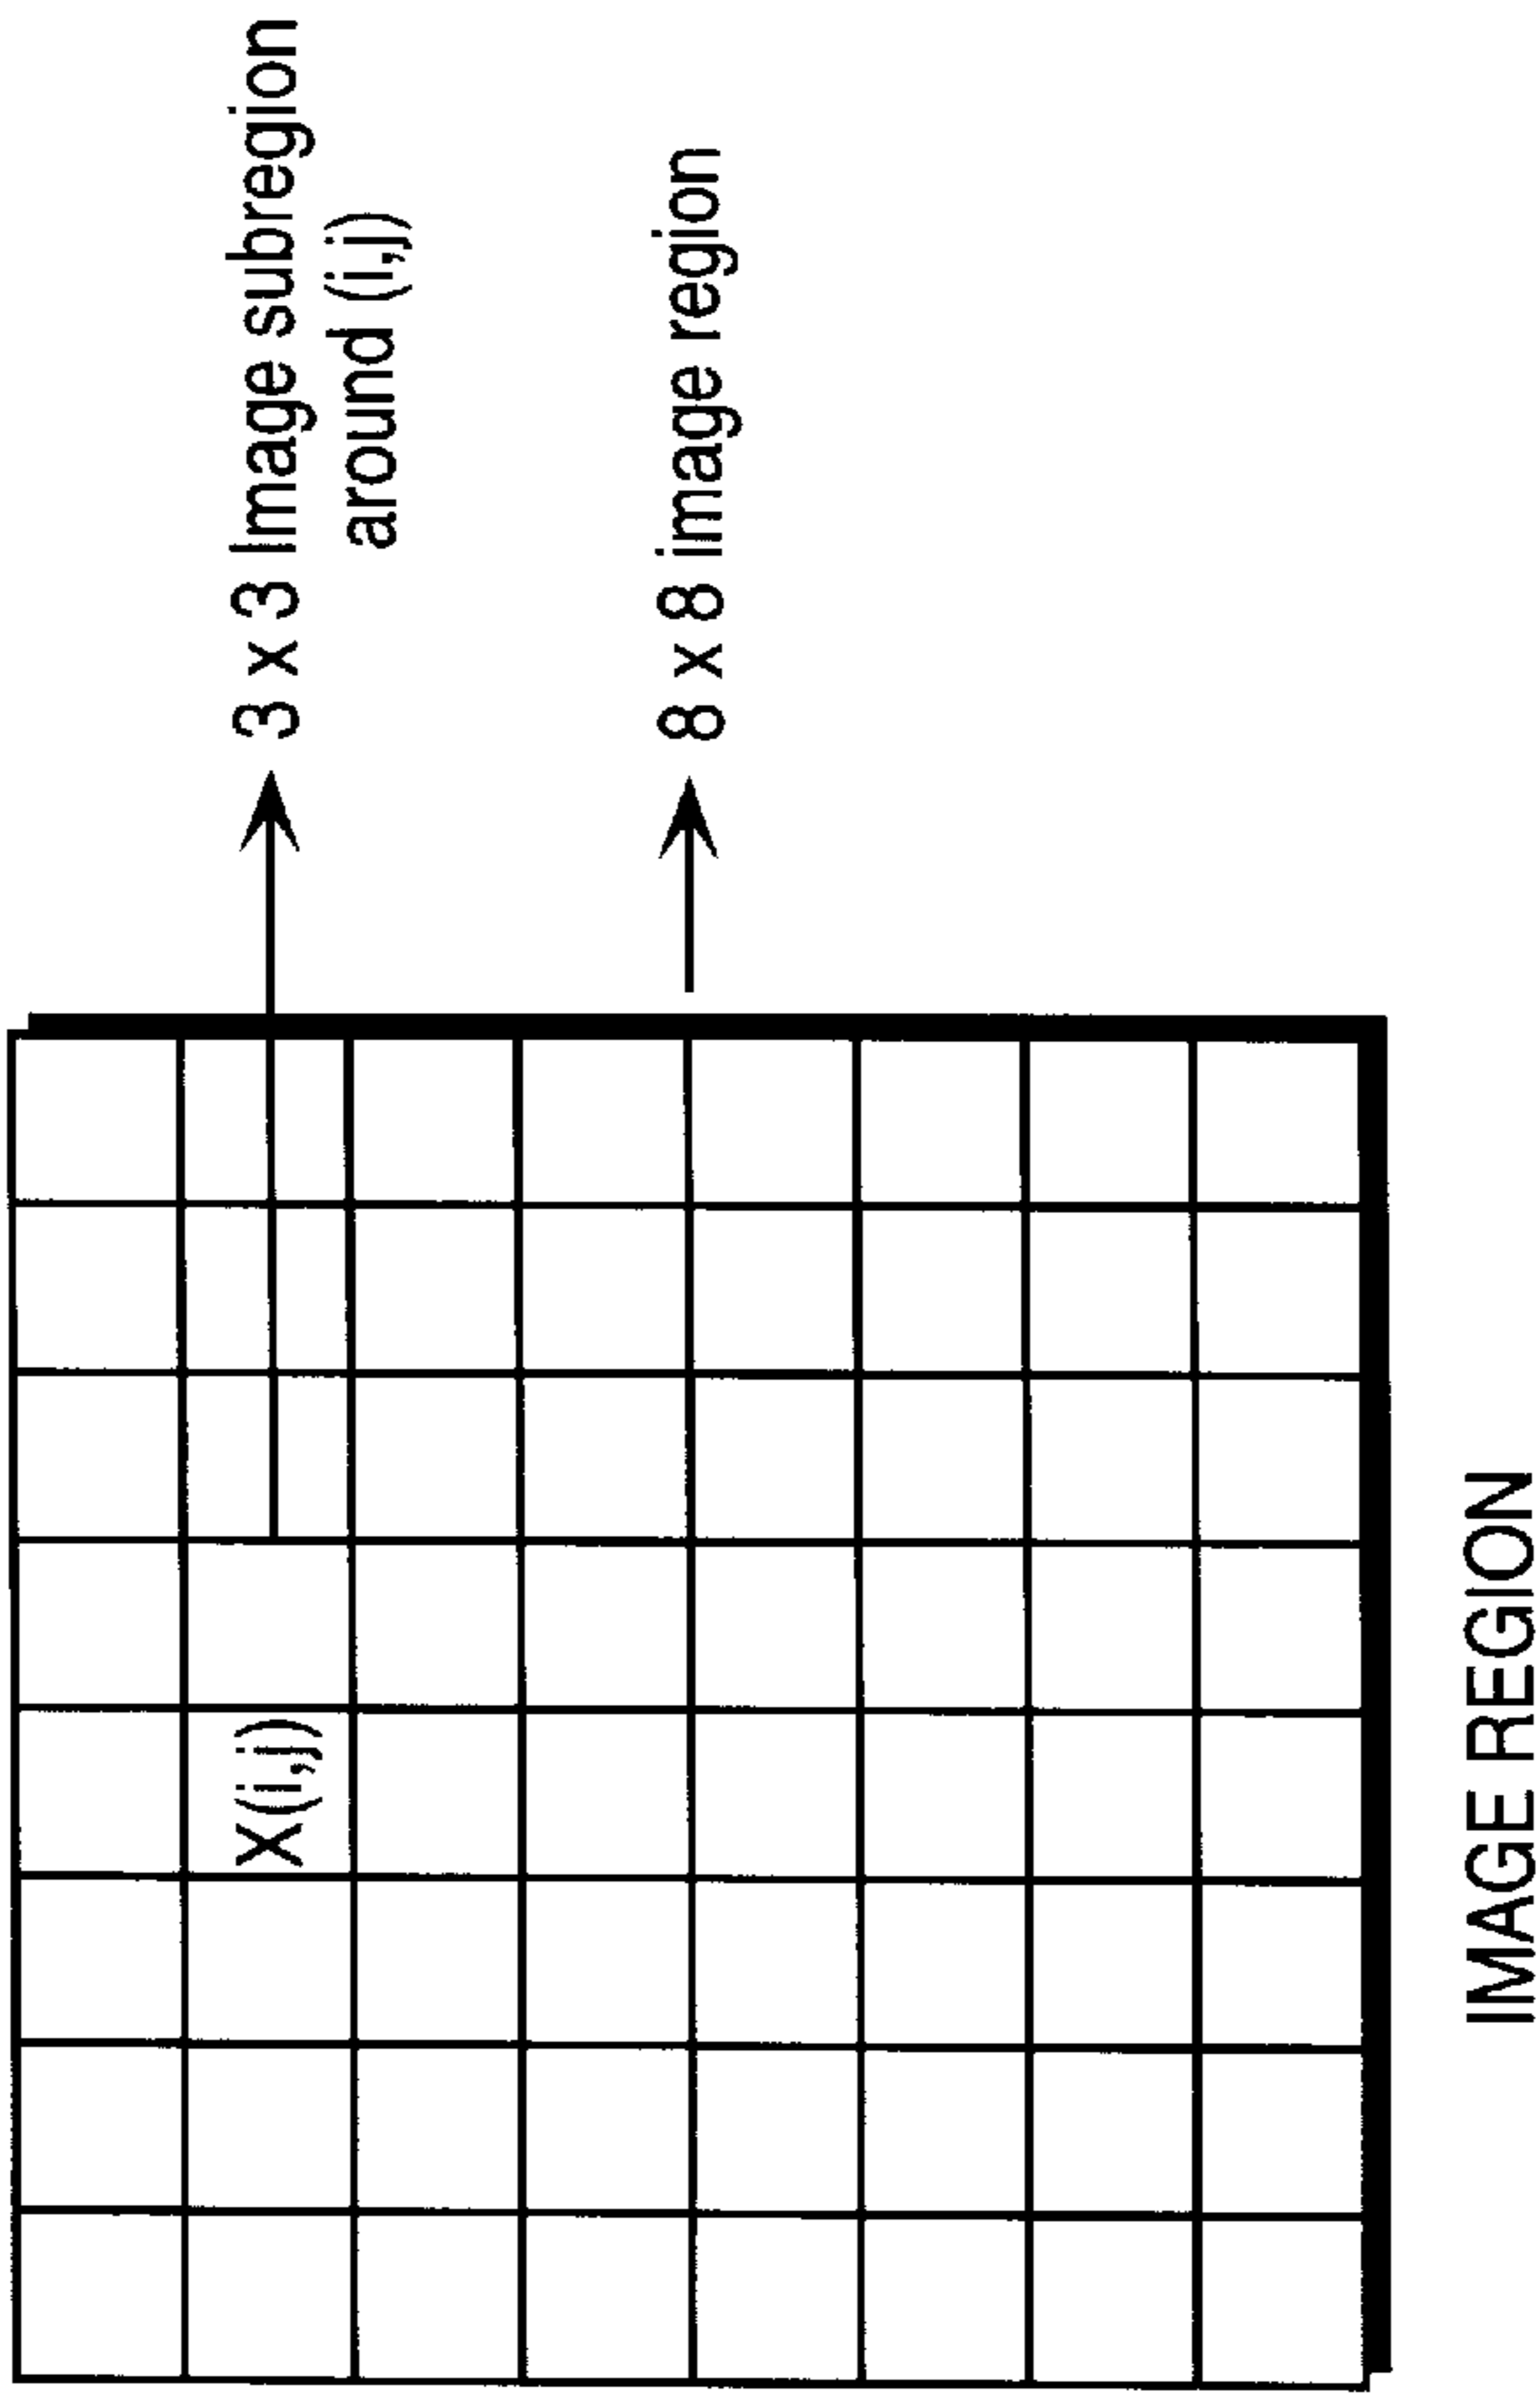 X(i,j)
3 x 3 Image subregion
around (i,j)
8 x 8 image region
IMAGE REGION